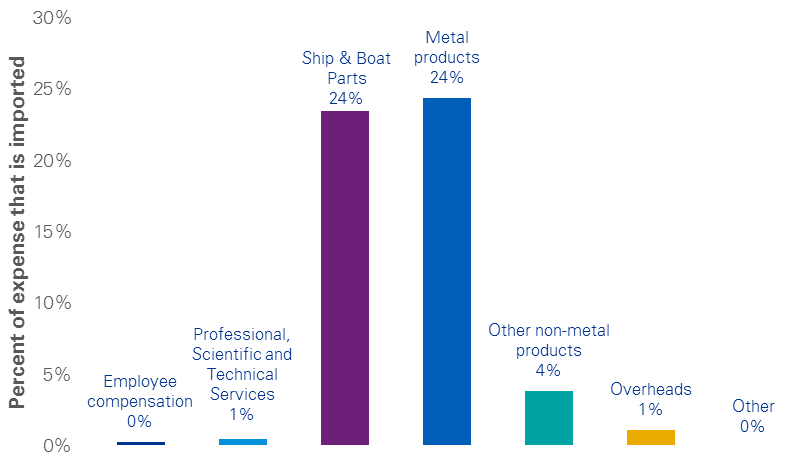 Percent of expense that is imported
30%
25%
20%
15%
10%
5%
0%
Employee
compensation
0%
Professional,
Scientific and
Technical
Services
1%
Ship & Boat
Parts
24%
Metal
products
24%
Other non-metal
products
4%
Overheads
1%
Other
0%